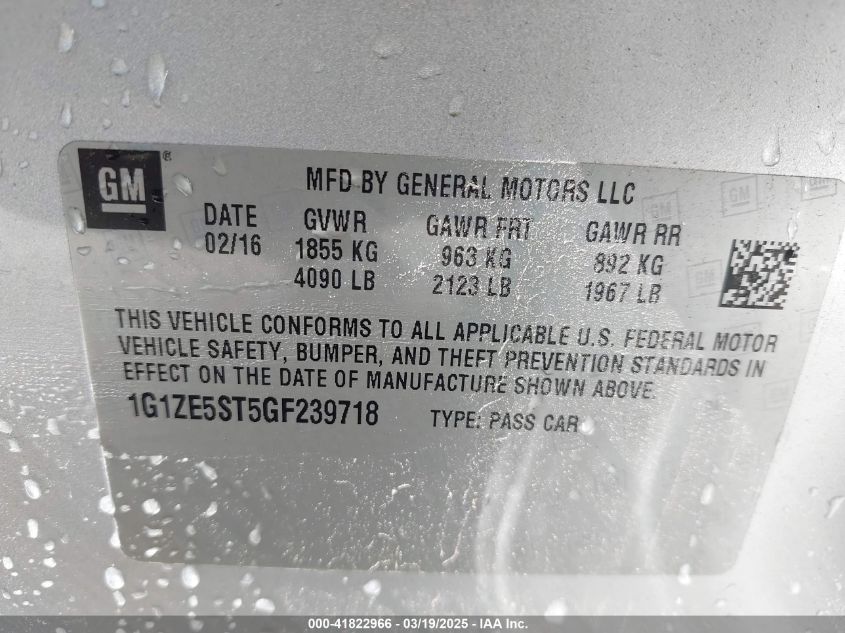 GM ®
MFD BY GENERAL MOTORS LLC
DATE GVWR GAWR FRT GAWR RR
02/16 1855 KG 963 KG 892 KG
4090 LB 2123 LB 1967 LB
THIS VEHICLE CONFORMS TO ALL APPLICABLE U.S. FEDERAL MOTOR
VEHICLE SAFETY, BUMPER, AND THEFT PREVENTION STANDARDS IN
EFFECT ON THE DATE OF MANUFACTURE SHOWN ABOVE.
1G1ZE5ST5GF239718 TYPE: PASS CAR
000-41822966 - 03/19/2025 - IAA Inc.